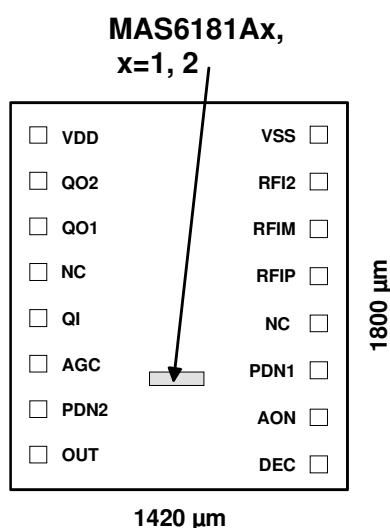 MAS6181Ax,
x=1, 2
VDD
VSS
QO2
RFI2
QO1
RFIM
NC
RFIP
QI
NC
AGC
PDN1
PDN2
AON
OUT
DEC
1800 µm
1420 µm